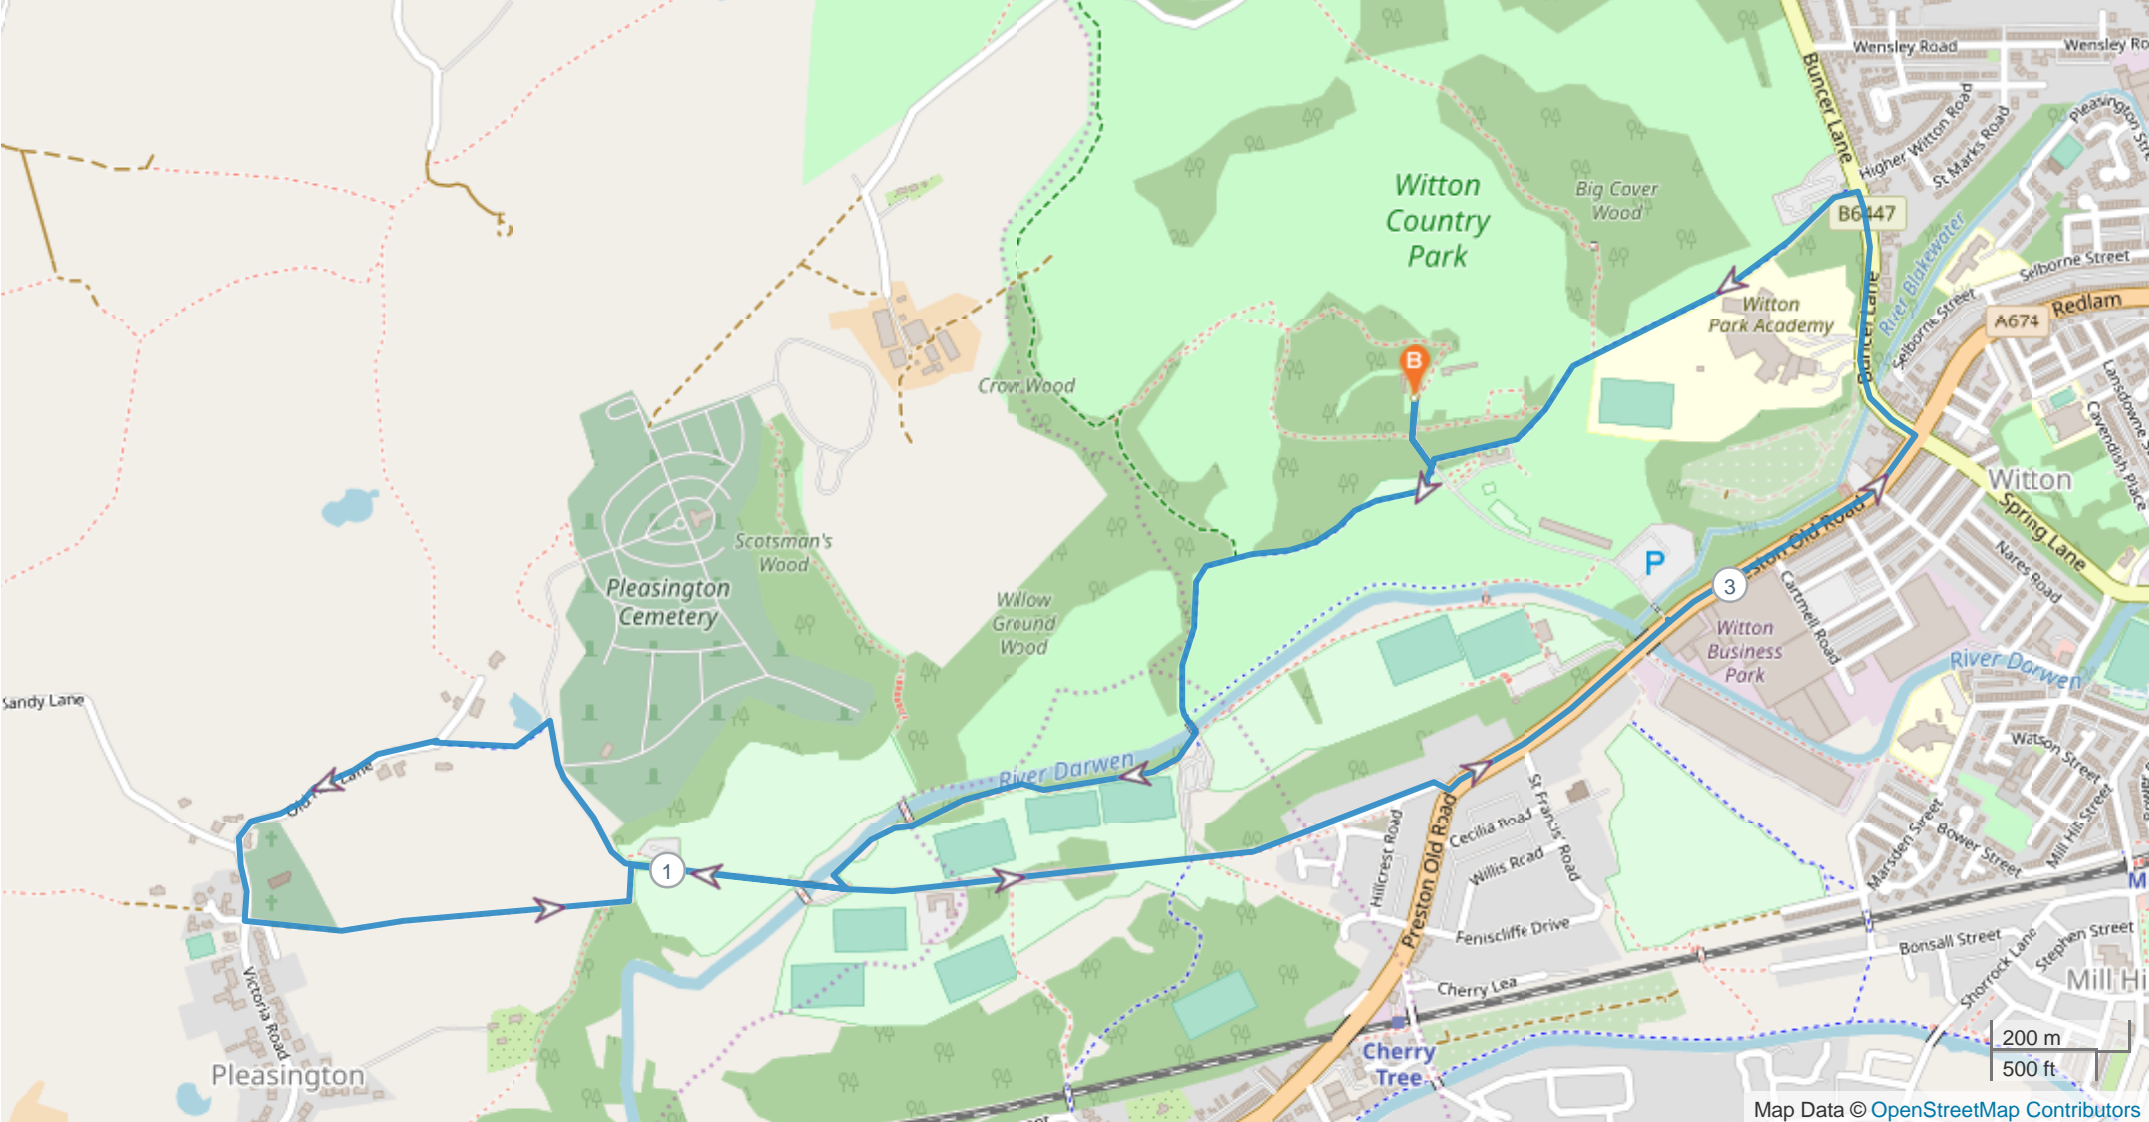 Wensley Road
Wensley Ro
Buncer Lane
Pleasington Stre
Higher Witton Road
St Marks Road
Witton
Country
Park
Big Cover
Wood
B6447
River Blakewater
Selborne Street
Selborne Street
Redlam
A674
Witton
Park Academy
Buncer Lane
B
Crow Wood
Lansdowne S
Cavendish Place
Witton
Spring Lane
Scotsman's
Wood
Preston Old Road
P
Nares Road
Pleasington
Cemetery
Willow
Ground
Wood
3
Cartmell Road
Witton
Business
Park
River Darwen
Sandy Lane
River Darwen
Watson Street
Old Lane
St Francis' Road
Marsden Street
Mill Hill Street
Cecilia Road
Bower Street
Hillcrest Road
Preston Old Road
Willis Road
1
M
Feniscliffe Drive
Bonsall Street
Stephen Street
Victoria Road
Cherry Lea
Shorrock Lane
Mill Hi
Pleasington
Cherry
Tree
200 m
500 ft
Map Data © OpenStreetMap Contributors